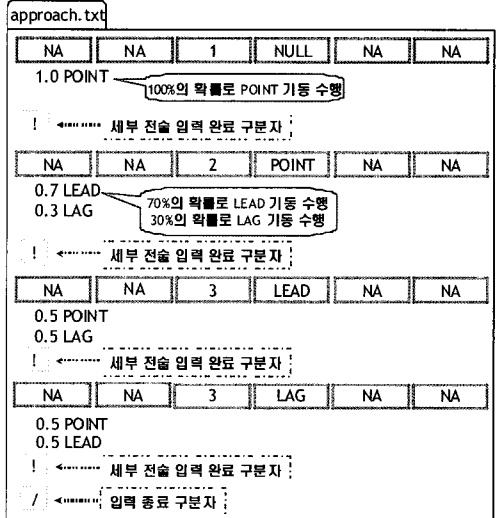 approach.txt
NA NA 1 NULL NA NA
1.0 POINT
100%의 확률로 POINT 기동 수행
! 세부 전술 입력 완료 구분자
NA NA 2 POINT NA NA
0.7 LEAD
70%의 확률로 LEAD 기동 수행
0.3 LAG
30%의 확률로 LAG 기동 수행
! 세부 전술 입력 완료 구분자
NA NA 3 LEAD NA NA
0.5 POINT
0.5 LAG
! 세부 전술 입력 완료 구분자
NA NA 3 LAG NA NA
0.5 POINT
0.5 LEAD
! 세부 전술 입력 완료 구분자
/ 입력 종료 구분자